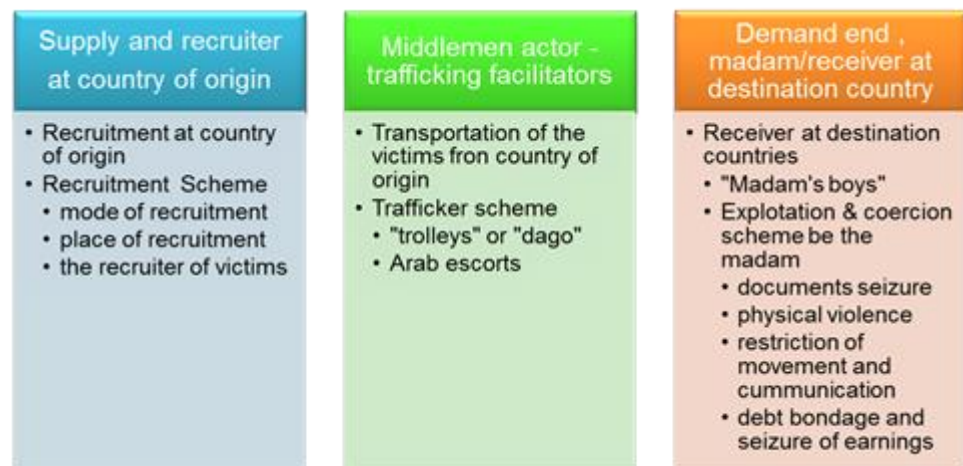 Supply and recruiter
at country of origin
• Recruitment at country
of origin
• Recruitment Scheme
• mode of recruitment
• place of recruitment
• the recruiter of victims
Middlemen actor -
trafficking facilitators
• Transportation of the
victims fron country of
origin
• Trafficker scheme
• "trolleys" or "dago"
• Arab escorts
Demand end ,
madam/receiver at
destination country
• Receiver at destination
countries
• "Madam's boys"
• Explotation & coercion
scheme be the
madam
• documents seizure
• physical violence
• restriction of
movement and
cummunication
• debt bondage and
seizure of earnings